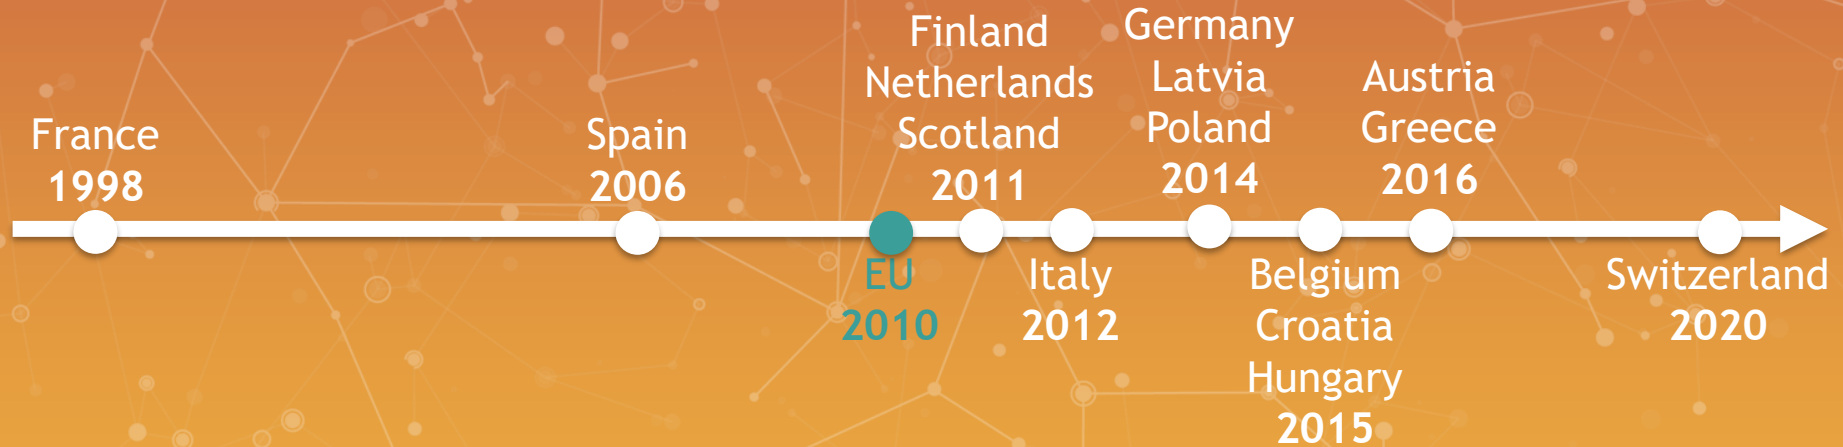 France
1998
Spain
2006
EU
2010
Finland
Netherlands
Scotland
2011
Italy
2012
Germany
Latvia
Poland
2014
Belgium
Croatia
Hungary
2015
Austria
Greece
2016
Switzerland
2020